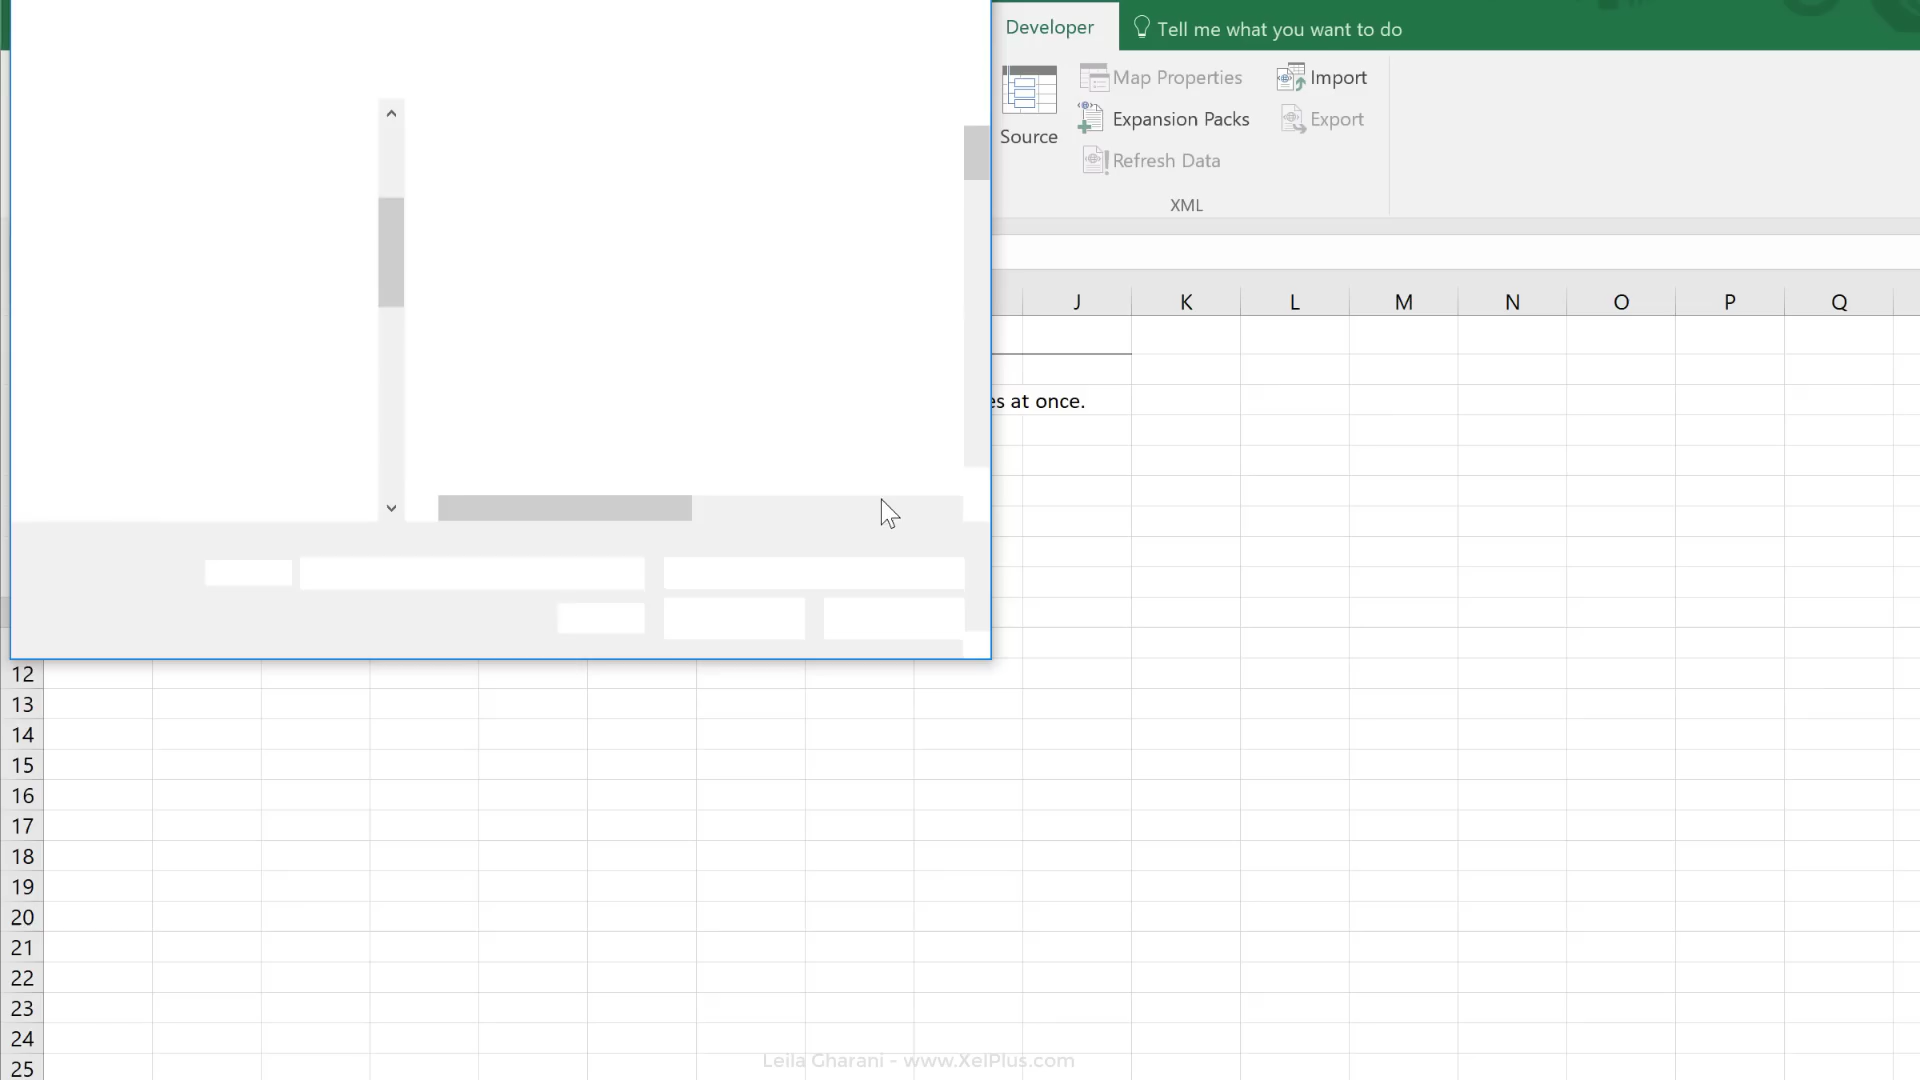 Developer
Tell me what you want to do
Source
Map Properties
Expansion Packs
Refresh Data
Import
Export
XML
J K L M N O P Q
es at once.
12
13
14
15
16
17
18
19
20
21
22
23
24
25
Leila Gharani - www.XelPlus.com